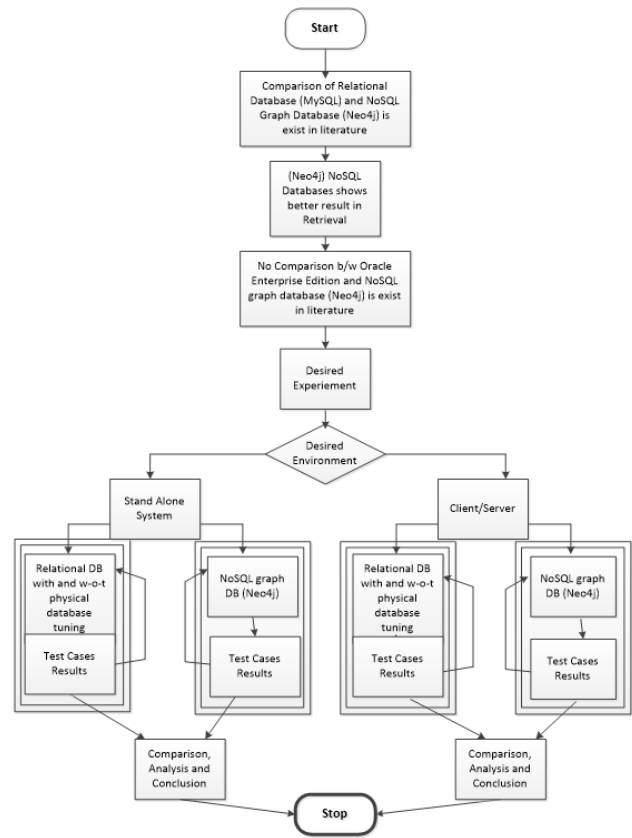 Start
Comparison of Relational
Database (MySQL) and NoSQL
Graph Database (Neo4j) is
exist in literature
(Neo4j) NoSQL
Databases shows
better result in
Retrieval
No Comparison b/w Oracle
Enterprise Edition and NoSQL
graph database (Neo4j) is exist
in literature
Desired
Experiement
Desired
Environment
Stand Alone
System
Client/Server
Relational DB
with and w-o-t
physical
database
tuning
Test Cases
Results
NoSQL graph
DB (Neo4j)
Test Cases
Results
Relational DB
with and w-o-t
physical
database
tuning
Test Cases
Results
NoSQL graph
DB (Neo4j)
Test Cases
Results
Comparison,
Analysis and
Conclusion
Comparison,
Analysis and
Conclusion
Stop